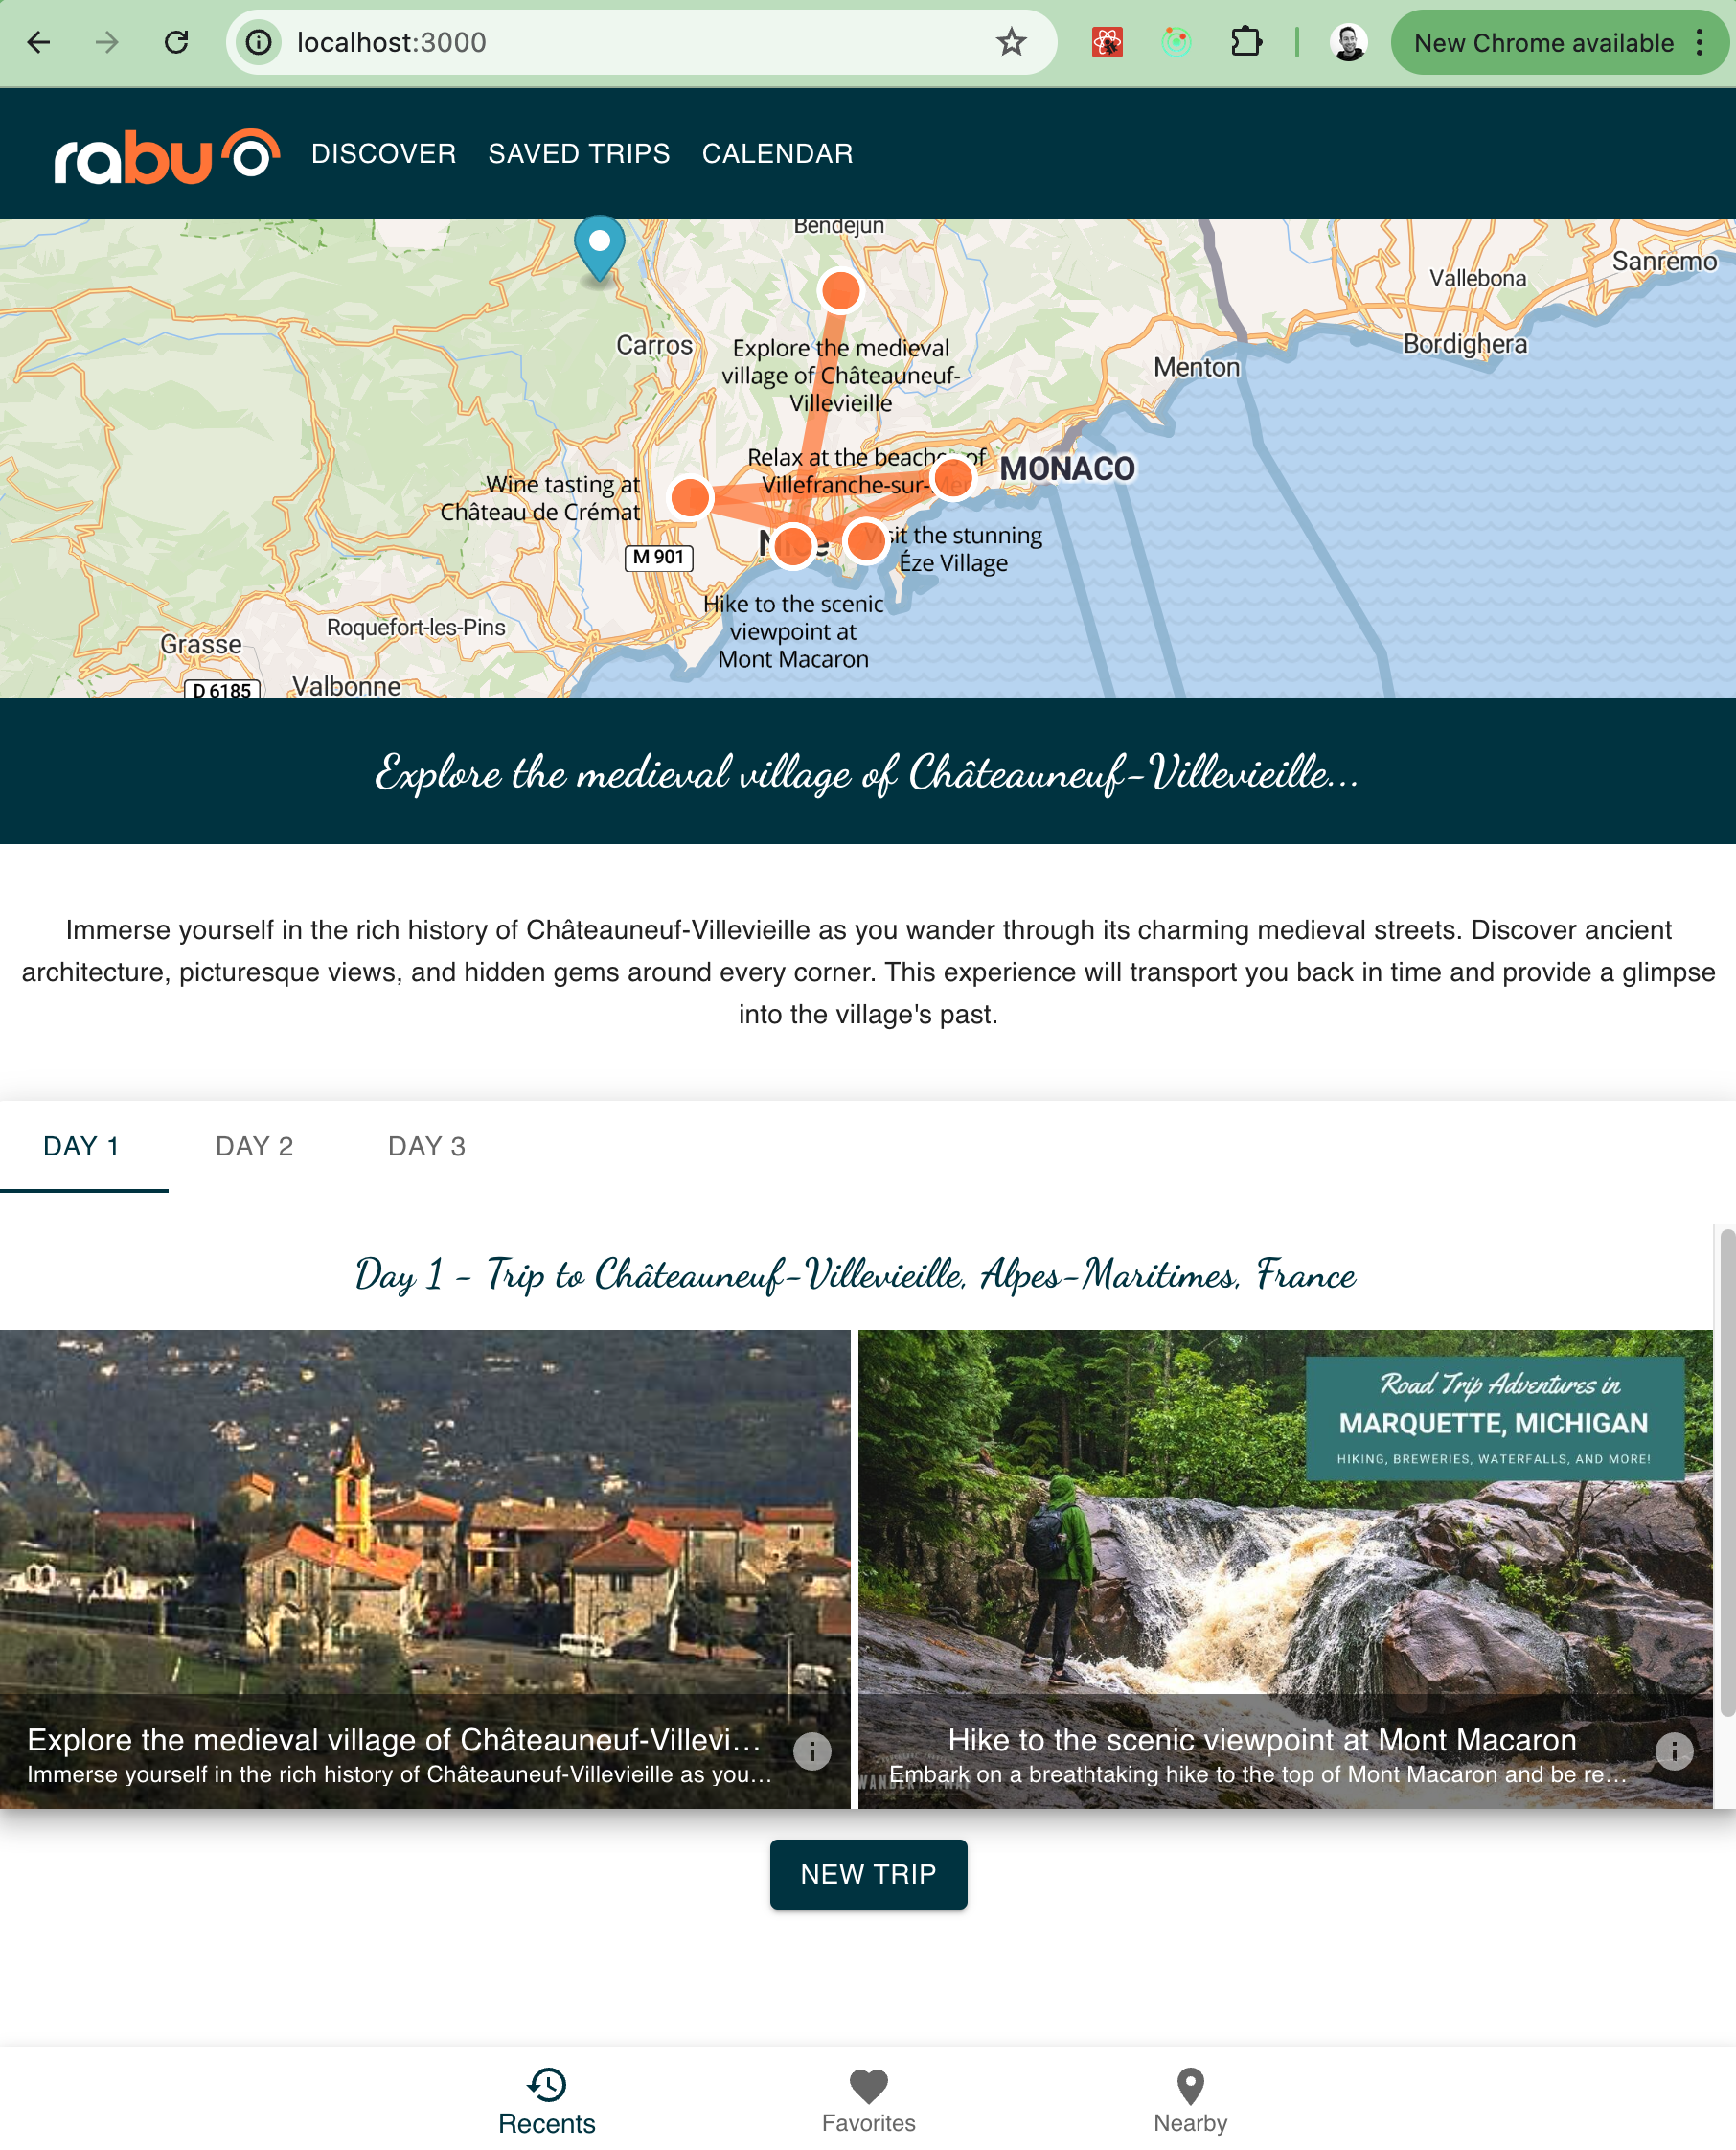 localhost:3000
New Chrome available
rabu
DISCOVER SAVED TRIPS CALENDAR
Bendejun
Sanremo
Vallebona
Carros
Explore the medieval
village of Châteauneuf-
Villevieille
Bordighera
Menton
Relax at the beaches of
Villefranche-sur-Mer
MONACO
Wine tasting at
Château de Crémat
M 901
Nice
Visit the stunning
Éze Village
Hike to the scenic
viewpoint at
Mont Macaron
Roquefort-les-Pins
Grasse
D 6185
Valbonne
Explore the medieval village of Châteauneuf-Villevieille...
Immerse yourself in the rich history of Châteauneuf-Villevieille as you wander through its charming medieval streets. Discover ancient
architecture, picturesque views, and hidden gems around every corner. This experience will transport you back in time and provide a glimpse
into the village's past.
DAY 1 DAY 2 DAY 3
Day 1 - Trip to Châteauneuf-Villevieille, Alpes-Maritimes, France
Road Trip Adventures in
MARQUETTE, MICHIGAN
HIKING, BREWERIES, WATERFALLS, AND MORE!
Explore the medieval village of Châteauneuf-Villevi...
Immerse yourself in the rich history of Châteauneuf-Villevieille as you...
Hike to the scenic viewpoint at Mont Macaron
Embark on a breathtaking hike to the top of Mont Macaron and be re...
NEW TRIP
Recents
Favorites
Nearby